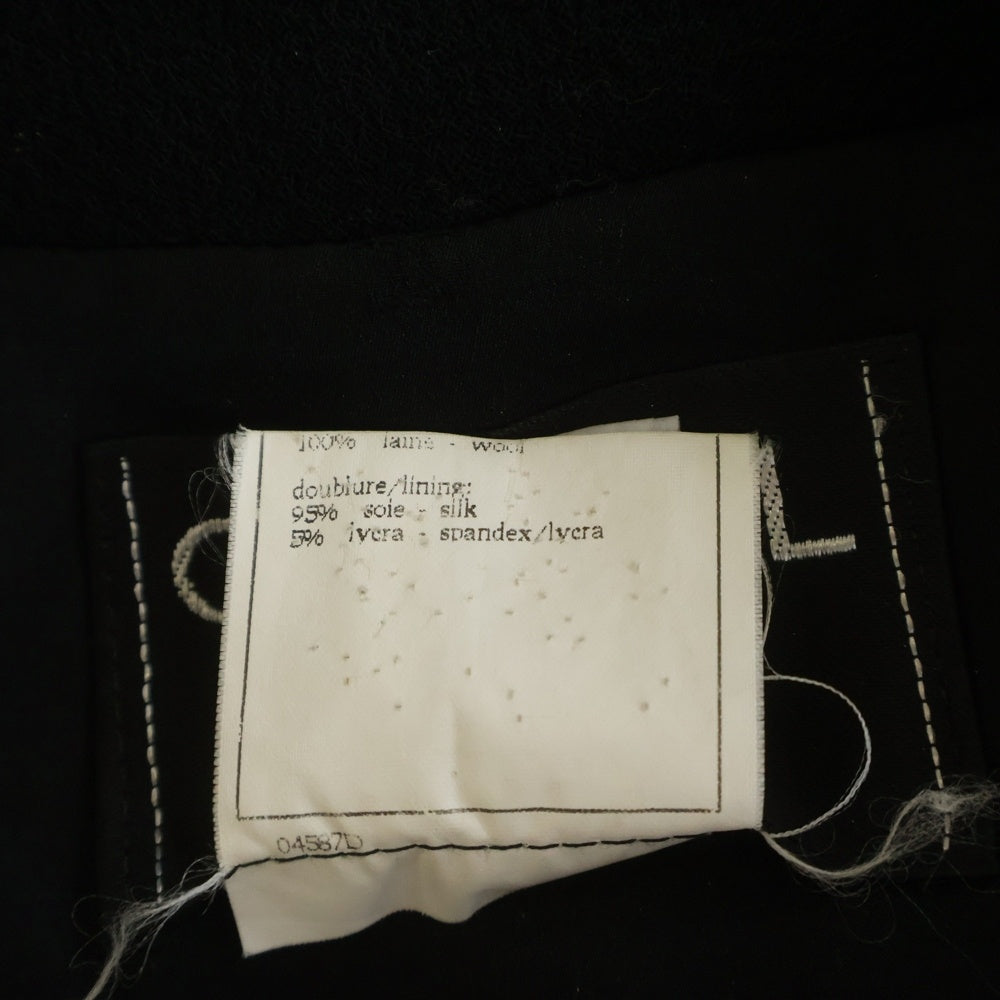 100% laine - wool
doublure/lining:
95% soie - silk
5% lycra - spandex/lycra
04587D
C L